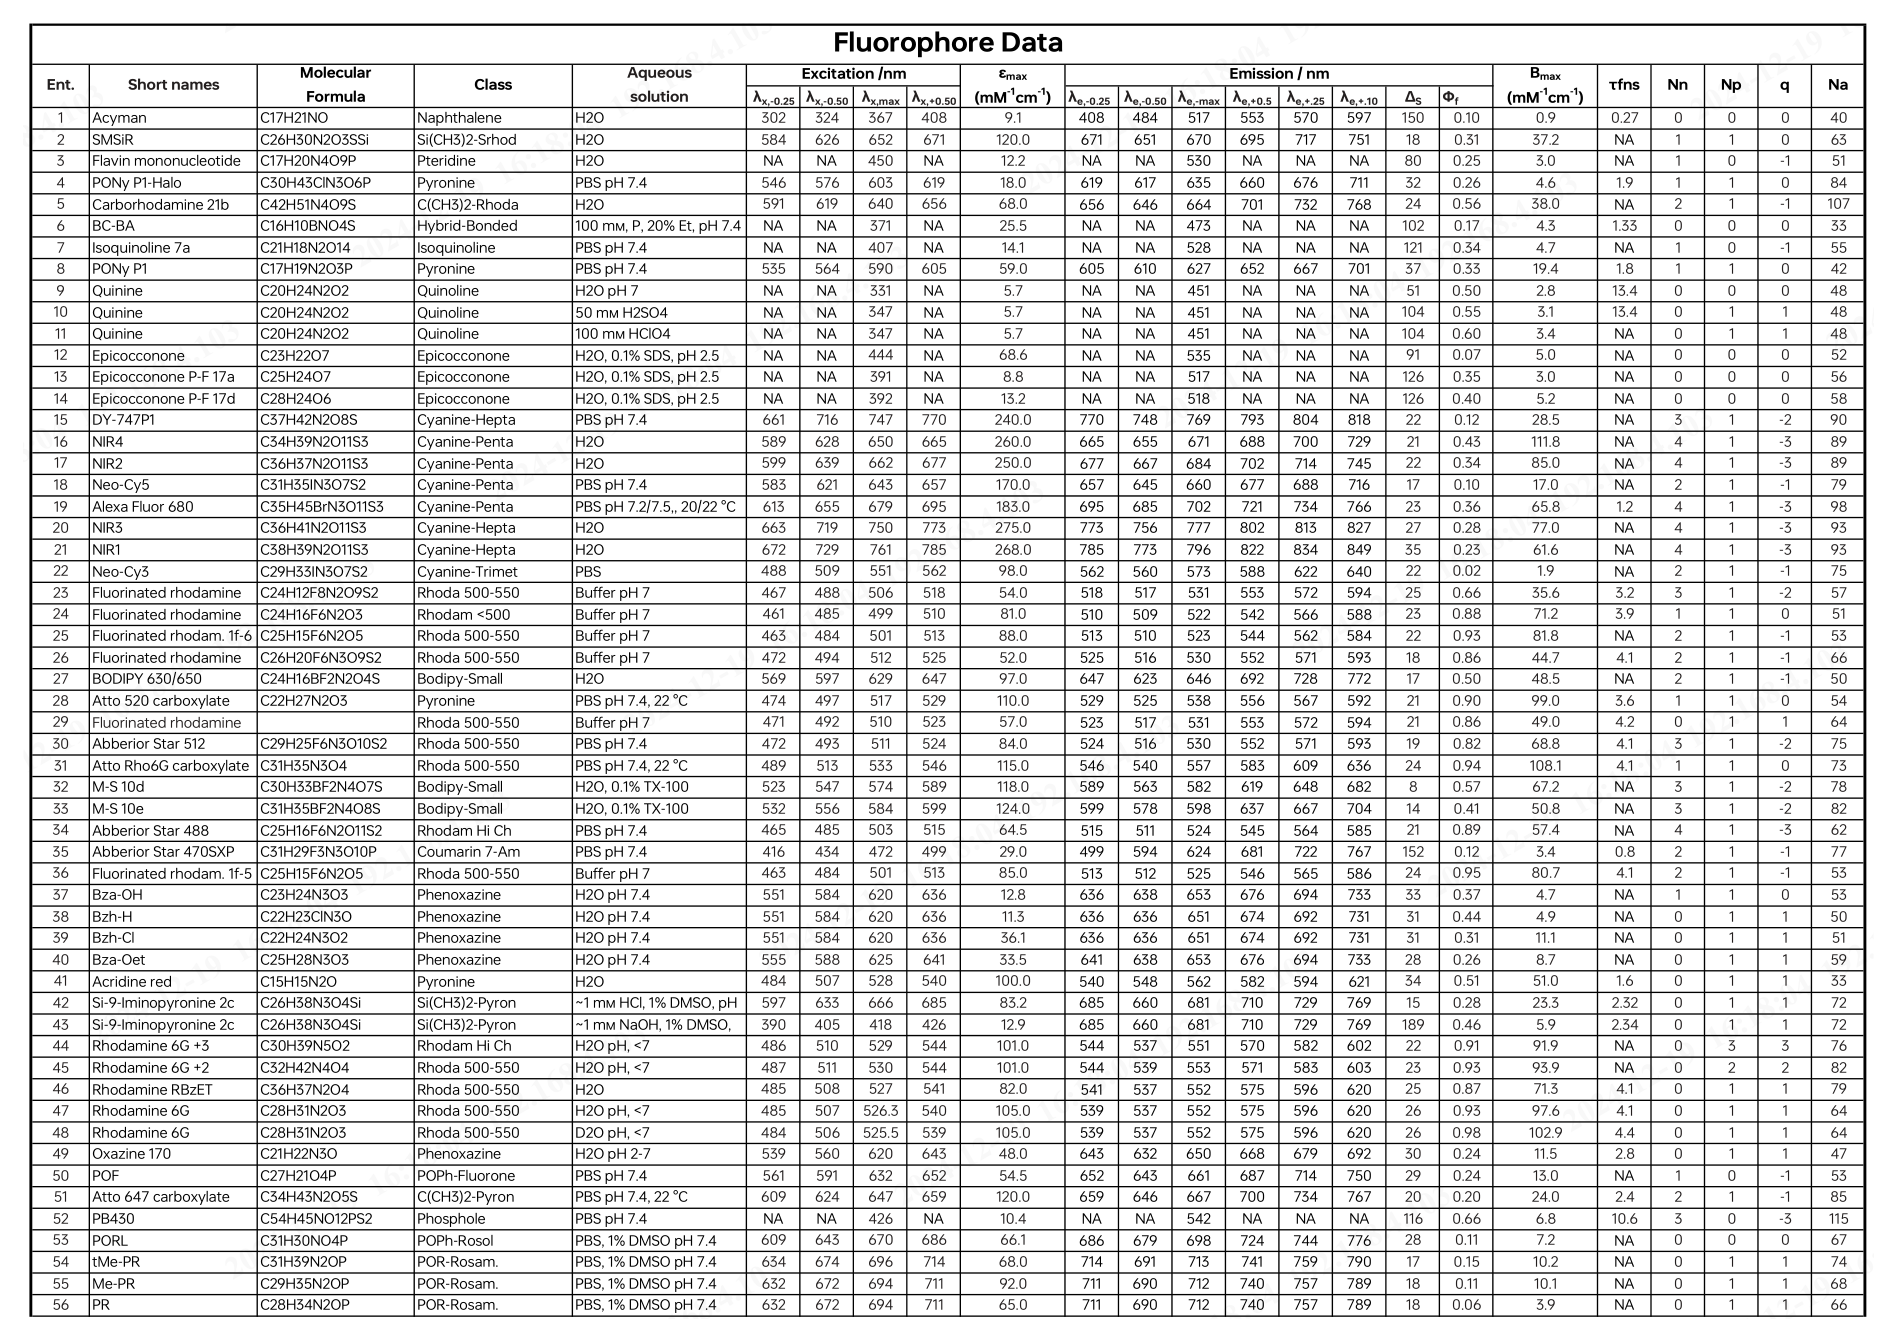 Fluorophore Data
Ent. Short names Molecular Formula Class Aqueous solution Excitation /nm εmax (mM-1cm-1) Emission / nm Bmax (mM-1cm-1) τfns Nn Np q Na
λx,-0.25 λx,-0.50 λx,max λx,+0.50 λe,-0.25 λe,-0.50 λe,-max λe,+0.5 λe,+.25 λe,+.10 ΔS Φf
1 Acyman C17H21NO Naphthalene H2O 302 324 367 408 9.1 408 484 517 553 570 597 150 0.10 0.9 0.27 0 0 0 40
2 SMSiR C26H30N2O3SSi Si(CH3)2-Srhod H2O 584 626 652 671 120.0 671 651 670 695 717 751 18 0.31 37.2 NA 1 1 0 63
3 Flavin mononucleotide C17H20N4O9P Pteridine H2O NA NA 450 NA 12.2 NA NA 530 NA NA NA 80 0.25 3.0 NA 1 0 -1 51
4 PONy P1-Halo C30H43ClN3O6P Pyronine PBS pH 7.4 546 576 603 619 18.0 619 617 635 660 676 711 32 0.26 4.6 1.9 1 1 0 84
5 Carborhodamine 21b C42H51N4O9S C(CH3)2-Rhoda H2O 591 619 640 656 68.0 656 646 664 701 732 768 24 0.56 38.0 NA 2 1 -1 107
6 BC-BA C16H10BNO4S Hybrid-Bonded 100 mM, P, 20% Et, pH 7.4 NA NA 371 NA 25.5 NA NA 473 NA NA NA 102 0.17 4.3 1.33 0 0 0 33
7 Isoquinoline 7a C21H18N2O14 Isoquinoline PBS pH 7.4 NA NA 407 NA 14.1 NA NA 528 NA NA NA 121 0.34 4.7 NA 1 0 -1 55
8 PONy P1 C17H19N2O3P Pyronine PBS pH 7.4 535 564 590 605 59.0 605 610 627 652 667 701 37 0.33 19.4 1.8 1 1 0 42
9 Quinine C20H24N2O2 Quinoline H2O pH 7 NA NA 331 NA 5.7 NA NA 451 NA NA NA 51 0.50 2.8 13.4 0 0 0 48
10 Quinine C20H24N2O2 Quinoline 50 mM H2SO4 NA NA 347 NA 5.7 NA NA 451 NA NA NA 104 0.55 3.1 13.4 0 1 1 48
11 Quinine C20H24N2O2 Quinoline 100 mM HClO4 NA NA 347 NA 5.7 NA NA 451 NA NA NA 104 0.60 3.4 NA 0 1 1 48
12 Epicocconone C23H22O7 Epicocconone H2O, 0.1% SDS, pH 2.5 NA NA 444 NA 68.6 NA NA 535 NA NA NA 91 0.07 5.0 NA 0 0 0 52
13 Epicocconone P-F 17a C25H24O7 Epicocconone H2O, 0.1% SDS, pH 2.5 NA NA 391 NA 8.8 NA NA 517 NA NA NA 126 0.35 3.0 NA 0 0 0 56
14 Epicocconone P-F 17d C28H24O6 Epicocconone H2O, 0.1% SDS, pH 2.5 NA NA 392 NA 13.2 NA NA 518 NA NA NA 126 0.40 5.2 NA 0 0 0 58
15 DY-747P1 C37H42N2O8S Cyanine-Hepta PBS pH 7.4 661 716 747 770 240.0 770 748 769 793 804 818 22 0.12 28.5 NA 3 1 -2 90
16 NIR4 C34H39N2O11S3 Cyanine-Penta H2O 589 628 650 665 260.0 665 655 671 688 700 729 21 0.43 111.8 NA 4 1 -3 89
17 NIR2 C36H37N2O11S3 Cyanine-Penta H2O 599 639 662 677 250.0 677 667 684 702 714 745 22 0.34 85.0 NA 4 1 -3 89
18 Neo-Cy5 C31H35IN3O7S2 Cyanine-Penta PBS pH 7.4 583 621 643 657 170.0 657 645 660 677 688 716 17 0.10 17.0 NA 2 1 -1 79
19 Alexa Fluor 680 C35H45BrN3O11S3 Cyanine-Penta PBS pH 7.2/7.5,, 20/22 °C 613 655 679 695 183.0 695 685 702 721 734 766 23 0.36 65.8 1.2 4 1 -3 98
20 NIR3 C36H41N2O11S3 Cyanine-Hepta H2O 663 719 750 773 275.0 773 756 777 802 813 827 27 0.28 77.0 NA 4 1 -3 93
21 NIR1 C38H39N2O11S3 Cyanine-Hepta H2O 672 729 761 785 268.0 785 773 796 822 834 849 35 0.23 61.6 NA 4 1 -3 93
22 Neo-Cy3 C29H33IN3O7S2 Cyanine-Trimet PBS 488 509 551 562 98.0 562 560 573 588 622 640 22 0.02 1.9 NA 2 1 -1 75
23 Fluorinated rhodamine C24H12F8N2O9S2 Rhoda 500-550 Buffer pH 7 467 488 506 518 54.0 518 517 531 553 572 594 25 0.66 35.6 3.2 3 1 -2 57
24 Fluorinated rhodamine C24H16F6N2O3 Rhodam <500 Buffer pH 7 461 485 499 510 81.0 510 509 522 542 566 588 23 0.88 71.2 3.9 1 1 0 51
25 Fluorinated rhodam. 1f-6 C25H15F6N2O5 Rhoda 500-550 Buffer pH 7 463 484 501 513 88.0 513 510 523 544 562 584 22 0.93 81.8 NA 2 1 -1 53
26 Fluorinated rhodamine C26H20F6N3O9S2 Rhoda 500-550 Buffer pH 7 472 494 512 525 52.0 525 516 530 552 571 593 18 0.86 44.7 4.1 2 1 -1 66
27 BODIPY 630/650 C24H16BF2N2O4S Bodipy-Small H2O 569 597 629 647 97.0 647 623 646 692 728 772 17 0.50 48.5 NA 2 1 -1 50
28 Atto 520 carboxylate C22H27N2O3 Pyronine PBS pH 7.4, 22 °C 474 497 517 529 110.0 529 525 538 556 567 592 21 0.90 99.0 3.6 1 1 0 54
29 Fluorinated rhodamine Rhoda 500-550 Buffer pH 7 471 492 510 523 57.0 523 517 531 553 572 594 21 0.86 49.0 4.2 0 1 1 64
30 Abberior Star 512 C29H25F6N3O10S2 Rhoda 500-550 PBS pH 7.4 472 493 511 524 84.0 524 516 530 552 571 593 19 0.82 68.8 4.1 3 1 -2 75
31 Atto Rho6G carboxylate C31H35N3O4 Rhoda 500-550 PBS pH 7.4, 22 °C 489 513 533 546 115.0 546 540 557 583 609 636 24 0.94 108.1 4.1 1 1 0 73
32 M-S 10d C30H33BF2N4O7S Bodipy-Small H2O, 0.1% TX-100 523 547 574 589 118.0 589 563 582 619 648 682 8 0.57 67.2 NA 3 1 -2 78
33 M-S 10e C31H35BF2N4O8S Bodipy-Small H2O, 0.1% TX-100 532 556 584 599 124.0 599 578 598 637 667 704 14 0.41 50.8 NA 3 1 -2 82
34 Abberior Star 488 C25H16F6N2O11S2 Rhodam Hi Ch PBS pH 7.4 465 485 503 515 64.5 515 511 524 545 564 585 21 0.89 57.4 NA 4 1 -3 62
35 Abberior Star 470SXP C31H29F3N3O10P Coumarin 7-Am PBS pH 7.4 416 434 472 499 29.0 499 594 624 681 722 767 152 0.12 3.4 0.8 2 1 -1 77
36 Fluorinated rhodam. 1f-5 C25H15F6N2O5 Rhoda 500-550 Buffer pH 7 463 484 501 513 85.0 513 512 525 546 565 586 24 0.95 80.7 4.1 2 1 -1 53
37 Bza-OH C23H24N3O3 Phenoxazine H2O pH 7.4 551 584 620 636 12.8 636 638 653 676 694 733 33 0.37 4.7 NA 1 1 0 53
38 Bzh-H C22H23ClN3O Phenoxazine H2O pH 7.4 551 584 620 636 11.3 636 636 651 674 692 731 31 0.44 4.9 NA 0 1 1 50
39 Bzh-Cl C22H24N3O2 Phenoxazine H2O pH 7.4 551 584 620 636 36.1 636 636 651 674 692 731 31 0.31 11.1 NA 0 1 1 51
40 Bza-Oet C25H28N3O3 Phenoxazine H2O pH 7.4 555 588 625 641 33.5 641 638 653 676 694 733 28 0.26 8.7 NA 0 1 1 59
41 Acridine red C15H15N2O Pyronine H2O 484 507 528 540 100.0 540 548 562 582 594 621 34 0.51 51.0 1.6 0 1 1 33
42 Si-9-Iminopyronine 2c C26H38N3O4Si Si(CH3)2-Pyron ~1 mM HCl, 1% DMSO, pH 597 633 666 685 83.2 685 660 681 710 729 769 15 0.28 23.3 2.32 0 1 1 72
43 Si-9-Iminopyronine 2c C26H38N3O4Si Si(CH3)2-Pyron ~1 mM NaOH, 1% DMSO, 390 405 418 426 12.9 685 660 681 710 729 769 189 0.46 5.9 2.34 0 1 1 72
44 Rhodamine 6G +3 C30H39N5O2 Rhodam Hi Ch H2O pH, <7 486 510 529 544 101.0 544 537 551 570 582 602 22 0.91 91.9 NA 0 3 3 76
45 Rhodamine 6G +2 C32H42N4O4 Rhoda 500-550 H2O pH, <7 487 511 530 544 101.0 544 539 553 571 583 603 23 0.93 93.9 NA 0 2 2 82
46 Rhodamine RBzET C36H37N2O4 Rhoda 500-550 H2O 485 508 527 541 82.0 541 537 552 575 596 620 25 0.87 71.3 4.1 0 1 1 79
47 Rhodamine 6G C28H31N2O3 Rhoda 500-550 H2O pH, <7 485 507 526.3 540 105.0 539 537 552 575 596 620 26 0.93 97.6 4.1 0 1 1 64
48 Rhodamine 6G C28H31N2O3 Rhoda 500-550 D2O pH, <7 484 506 525.5 539 105.0 539 537 552 575 596 620 26 0.98 102.9 4.4 0 1 1 64
49 Oxazine 170 C21H22N3O Phenoxazine H2O pH 2-7 539 560 620 643 48.0 643 632 650 668 679 692 30 0.24 11.5 2.8 0 1 1 47
50 POF C27H21O4P POPh-Fluorone PBS pH 7.4 561 591 632 652 54.5 652 643 661 687 714 750 29 0.24 13.0 NA 1 0 -1 53
51 Atto 647 carboxylate C34H43N2O5S C(CH3)2-Pyron PBS pH 7.4, 22 °C 609 624 647 659 120.0 659 646 667 700 734 767 20 0.20 24.0 2.4 2 1 -1 85
52 PB430 C54H45NO12PS2 Phosphole PBS pH 7.4 NA NA 426 NA 10.4 NA NA 542 NA NA NA 116 0.66 6.8 10.6 3 0 -3 115
53 PORL C31H30NO4P POPh-Rosol PBS, 1% DMSO pH 7.4 609 643 670 686 66.1 686 679 698 724 744 776 28 0.11 7.2 NA 0 0 0 67
54 tMe-PR C31H39N2OP POR-Rosam. PBS, 1% DMSO pH 7.4 634 674 696 714 68.0 714 691 713 741 759 790 17 0.15 10.2 NA 0 1 1 74
55 Me-PR C29H35N2OP POR-Rosam. PBS, 1% DMSO pH 7.4 632 672 694 711 92.0 711 690 712 740 757 789 18 0.11 10.1 NA 0 1 1 68
56 PR C28H34N2OP POR-Rosam. PBS, 1% DMSO pH 7.4 632 672 694 711 65.0 711 690 712 740 757 789 18 0.06 3.9 NA 0 1 1 66